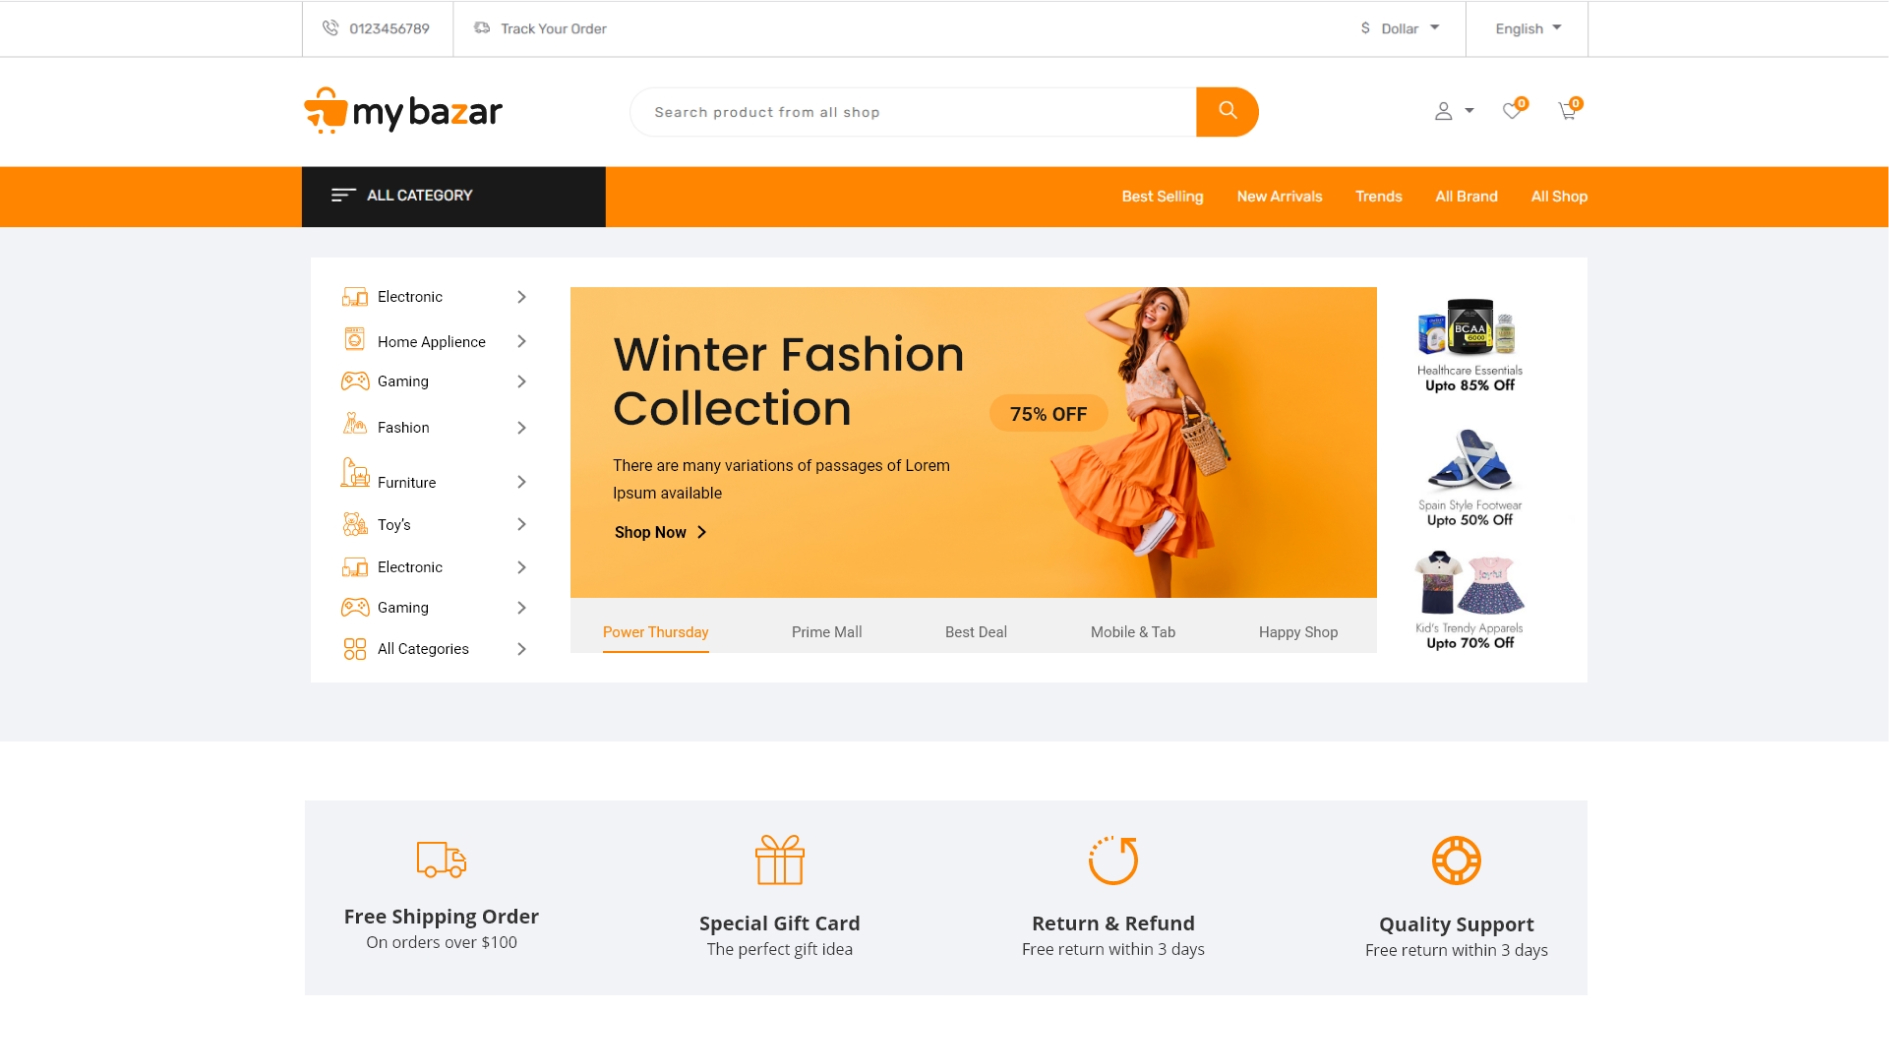 0123456789
Track Your Order
$ Dollar
English
my bazar
Search product from all shop
0
0
ALL CATEGORY
Best Selling
New Arrivals
Trends
All Brand
All Shop
Electronic
Home Applience
Gaming
Fashion
Furniture
Toy's
Electronic
Gaming
All Categories
Winter Fashion
Collection
75% OFF
There are many variations of passages of Lorem
Ipsum available
Shop Now
Power Thursday
Prime Mall
Best Deal
Mobile & Tab
Happy Shop
BCAA
6000
Healthcare Essentials
Upto 85% Off
Spain Style Footwear
Upto 50% Off
Kid's Trendy Apparels
Upto 70% Off
Free Shipping Order
On orders over $100
Special Gift Card
The perfect gift idea
Return & Refund
Free return within 3 days
Quality Support
Free return within 3 days